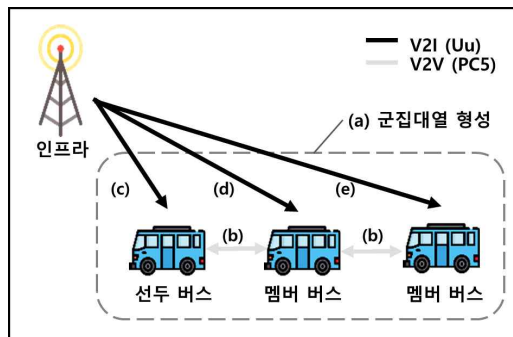 V2I (Uu)
V2V (PC5)
(a) 군집대열 형성
인프라
(c)
(d)
(e)
(b)
(b)
선두 버스
멤버 버스
멤버 버스